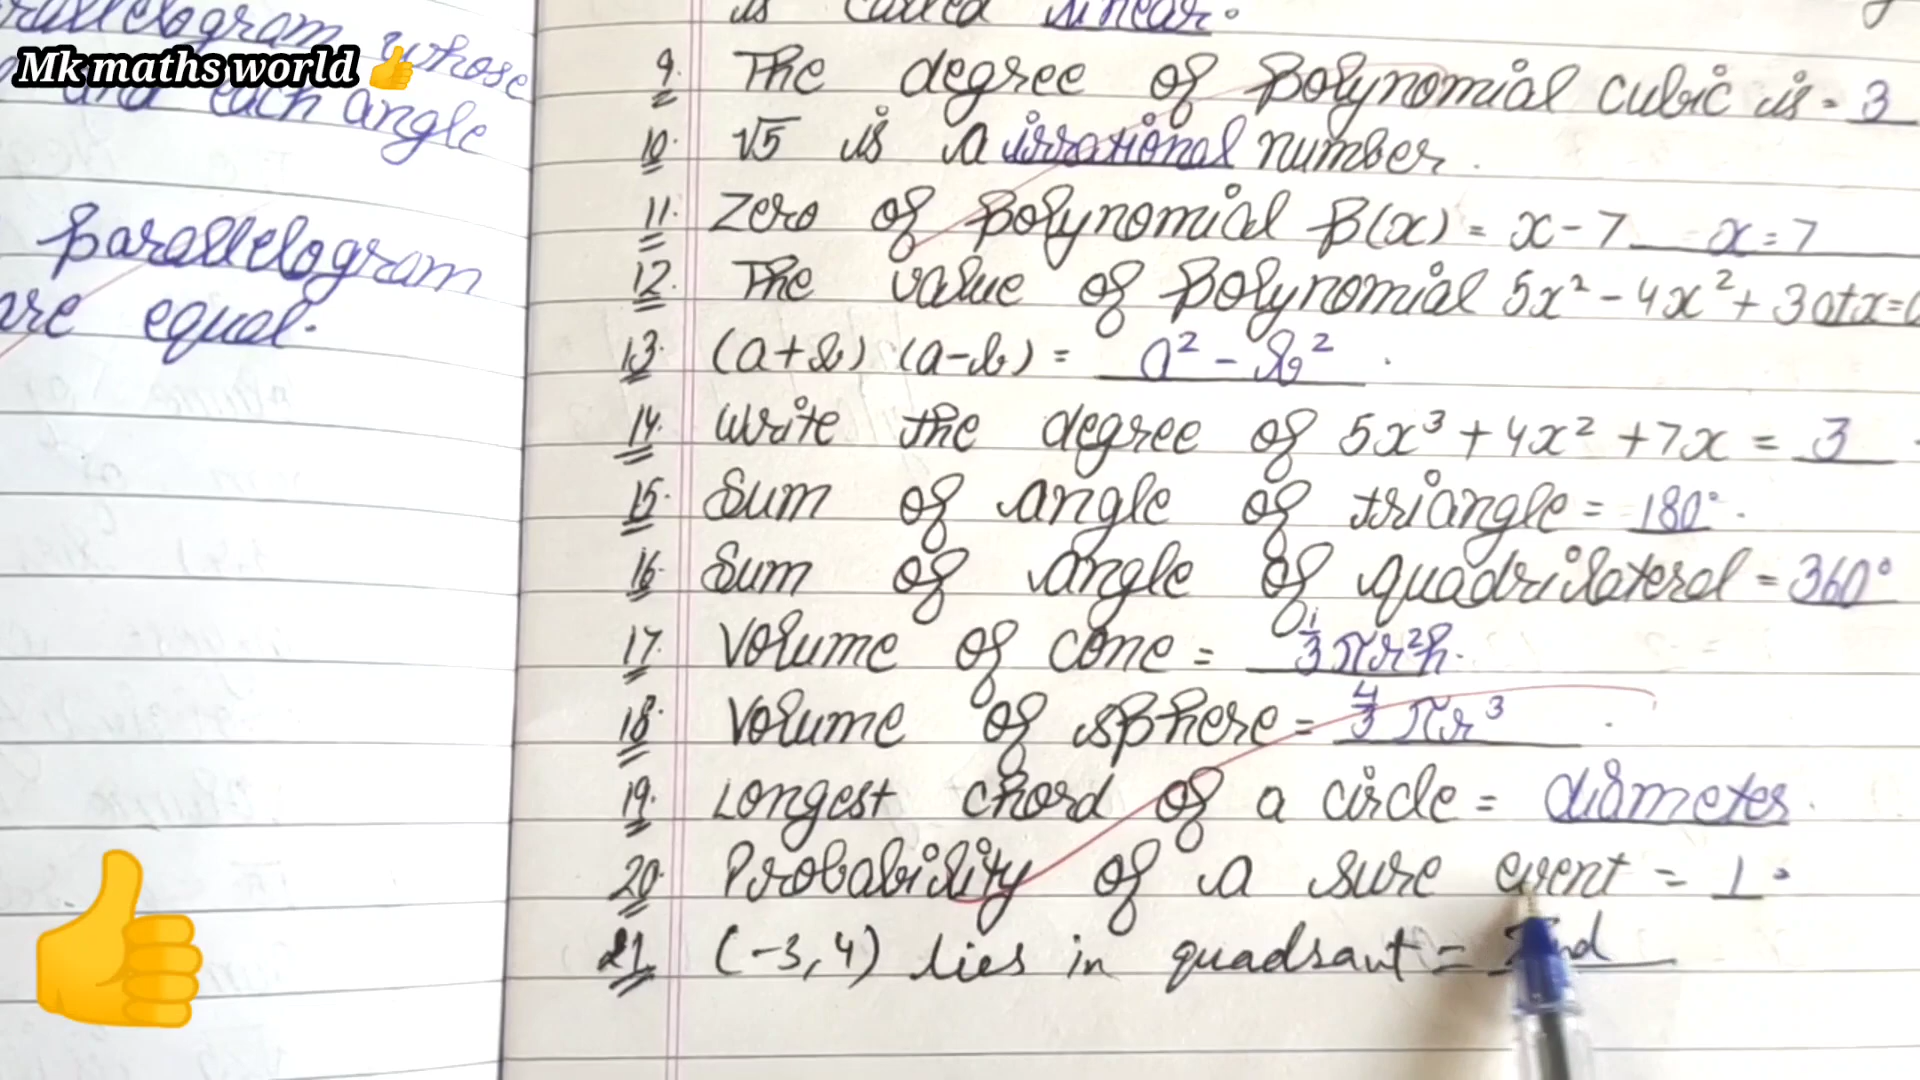 Mk maths world 👍
parallelogram whose
and each angle
parallelogram
are equal.
is called linear.
9. The degree of polynomial cubic is - 3
10. √5 is a irrational number.
11. Zero of polynomial p(x) = x - 7 x = 7
12. The value of polynomial 5x² - 4x² + 3 at x = 0
13. (a+b) (a-b) = a² - b²
14. Write the degree of 5x³ + 4x² + 7x = 3
15. Sum of angle of triangle = 180°.
16. Sum of angle of quadrilateral = 360°
17. Volume of cone = 1/3 πr²h.
18. Volume of sphere = 4/3 πr³.
19. Longest chord of a circle = diameter.
20. Probability of a sure event = 1.
21. (-3, 4) lies in quadrant =